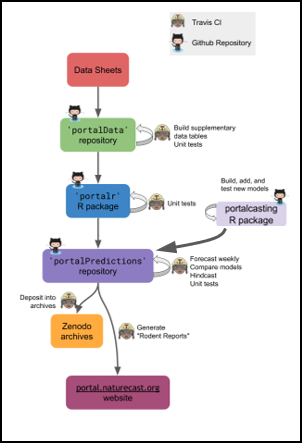 Travis CI
Github Repository
Data Sheets
'portalData'
repository
Build supplementary
data tables
Unit tests
Build, add, and
test new models
'portalr'
R package
Unit tests
portalcasting
R package
'portalPredictions'
repository
Forecast weekly
Compare models
Hindcast
Unit tests
Deposit into
archives
Zenodo
archives
Generate
"Rodent Reports"
portal.naturecast.org
website